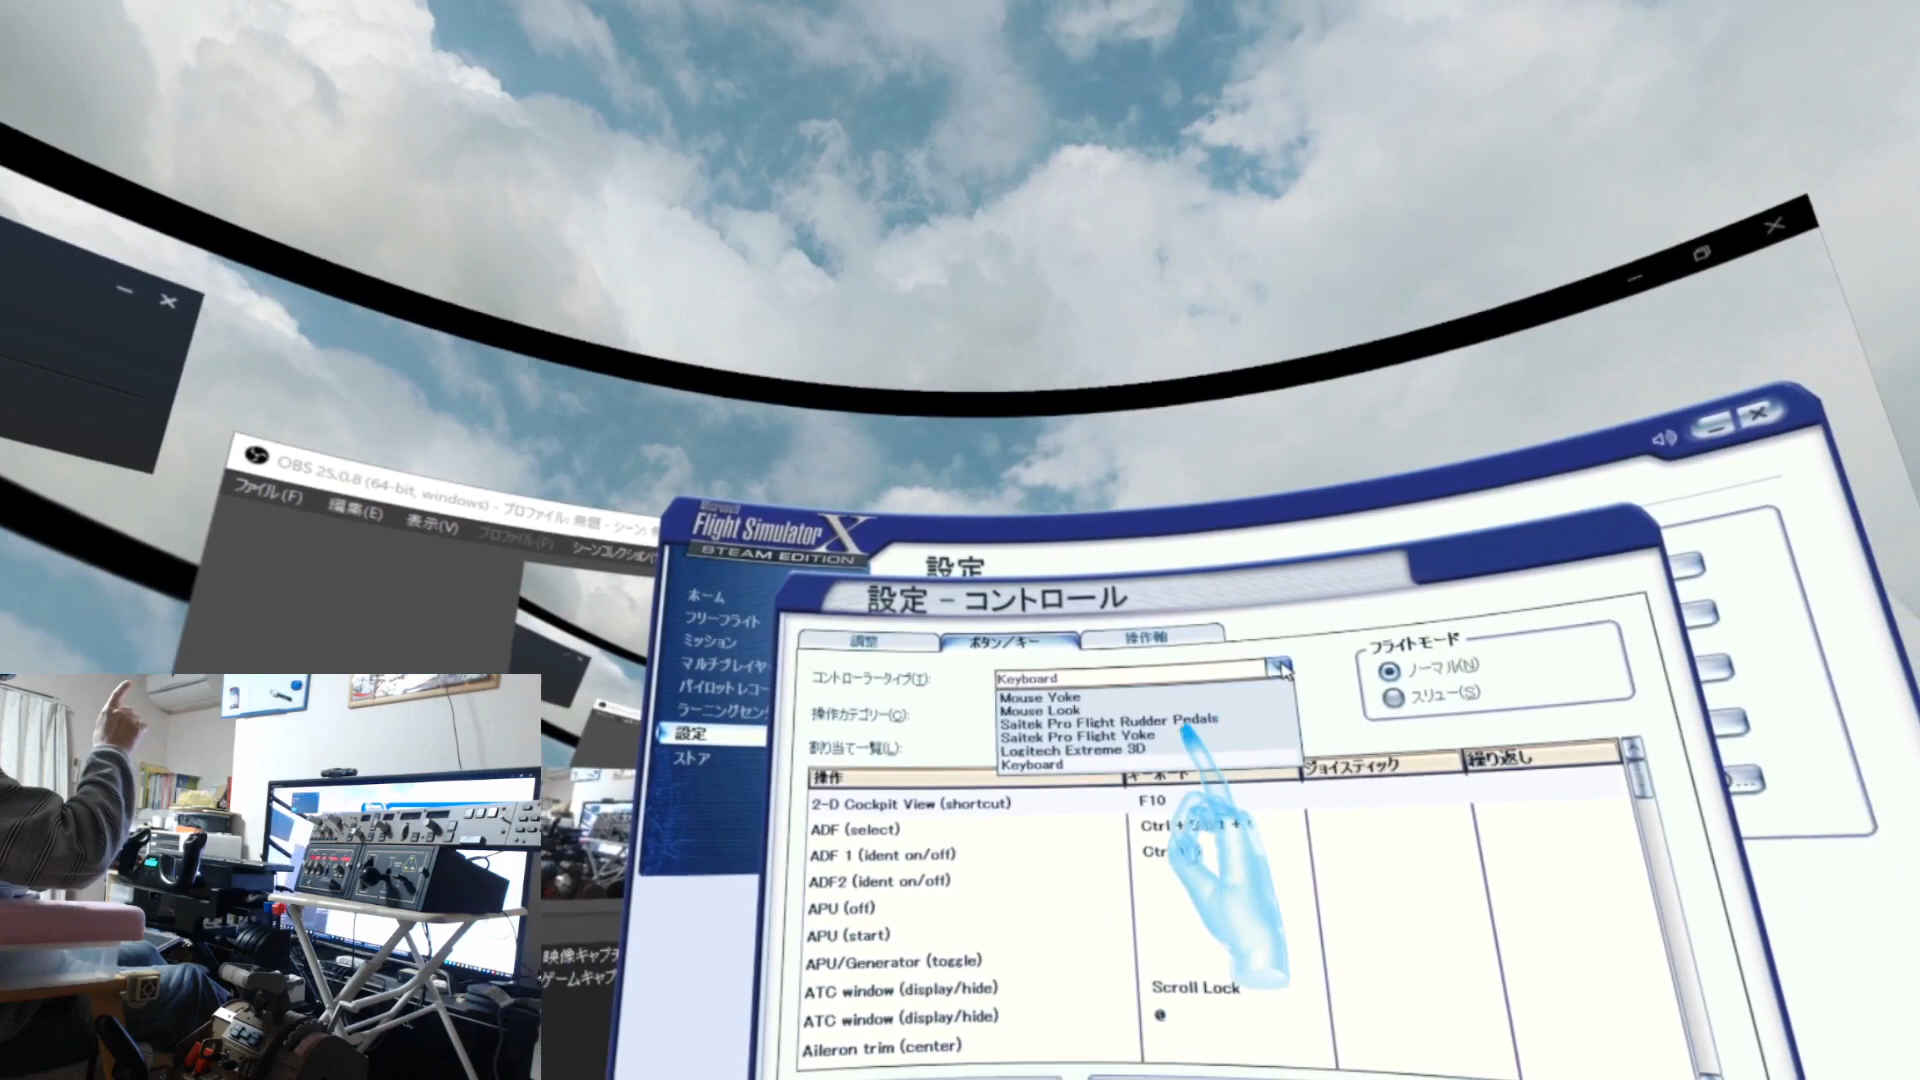 OBS 25.0.8 (64-bit, windows) - プロファイル: 無題 - シーン: 無
ファイル(F) 編集(E) 表示(V) プロファイル(P) シーンコレクション(
Microsoft
Flight Simulator X
STEAM EDITION
ホーム
フリーフライト
ミッション
マルチプレイヤ
パイロットレコー
ラーニングセン
設定
ストア
設定
設定 - コントロール
調整 ボタン/キー 操作軸
コントローラータイプ(T): Keyboard
Mouse Yoke
Mouse Look
Saitek Pro Flight Rudder Pedals
Saitek Pro Flight Yoke
Logitech Extreme 3D
Keyboard
操作カテゴリー(C):
割り当て一覧(L):
フライトモード
ノーマル(N)
スリュー(S)
操作 キーボード ジョイスティック 繰り返し
2-D Cockpit View (shortcut) F10
ADF (select) Ctrl +
ADF 1 (ident on/off) Ctr
ADF2 (ident on/off)
APU (off)
APU (start)
APU/Generator (toggle)
ATC window (display/hide) Scroll Lock
ATC window (display/hide) @
Aileron trim (center)
映像キャプチ
ゲームキャプ